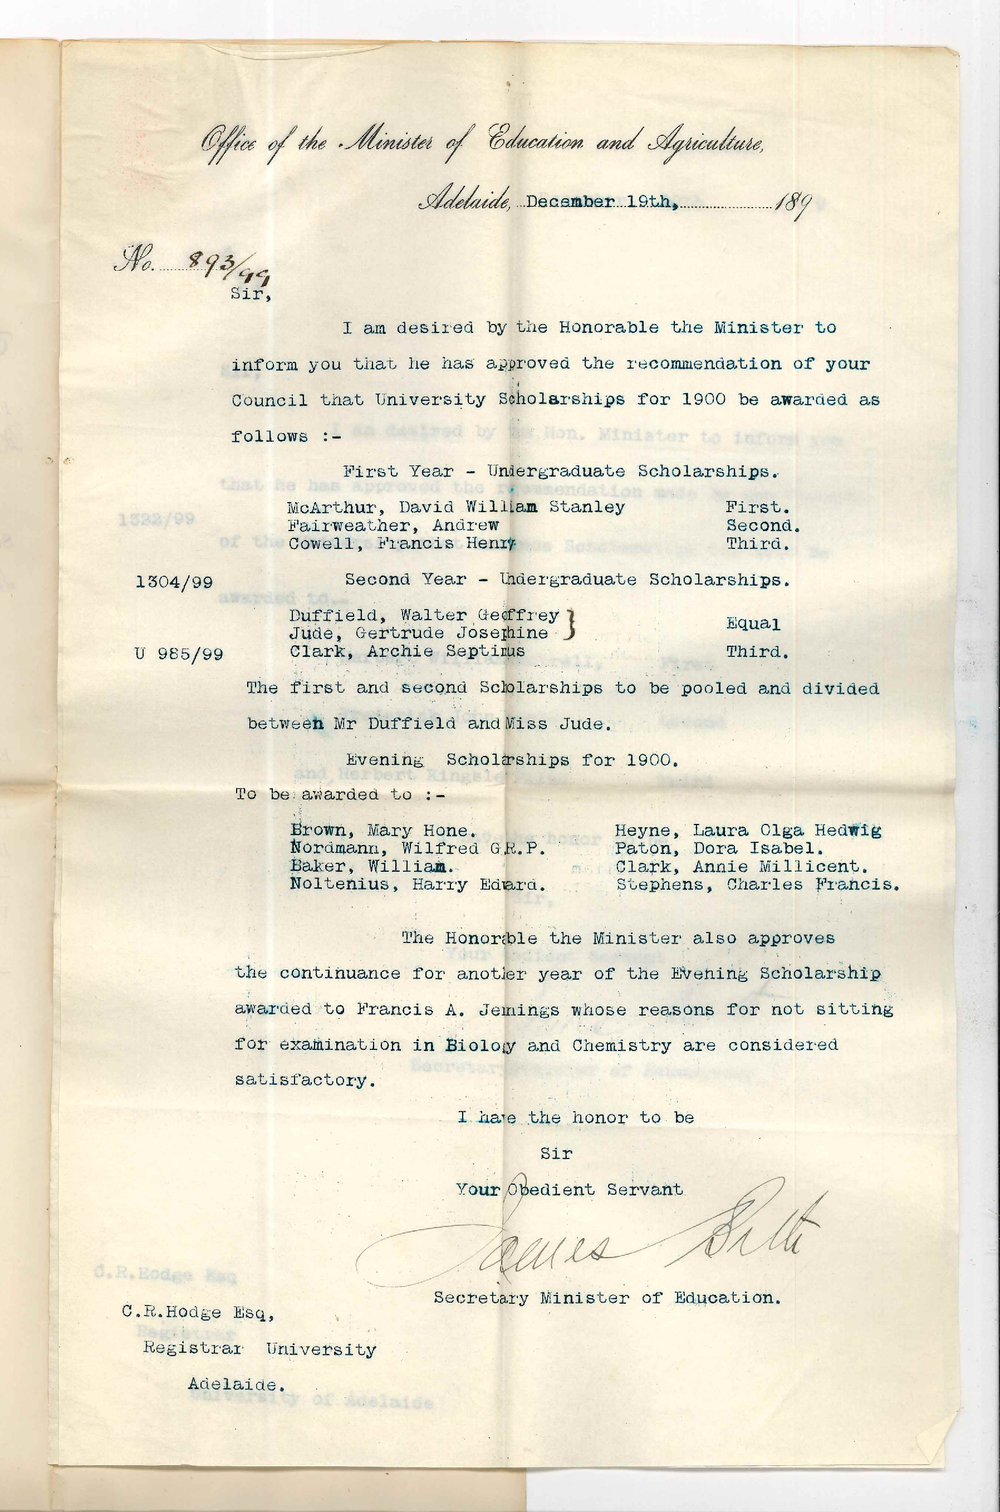 Office of the Minister of Education and Agriculture,
Adelaide, December 19th, 189
No. 893/99
Sir,
I am desired by the Honorable the Minister to
inform you that he has approved the recommendation of your
Council that University Scholarships for 1900 be awarded as
follows :-
First Year - Undergraduate Scholarships.
McArthur, David William Stanley First.
Fairweather, Andrew Second.
Cowell, Francis Henry Third.
1304/99 Second Year - Undergraduate Scholarships.
Duffield, Walter Geoffrey } Equal
Jude, Gertrude Josephine
U 985/99 Clark, Archie Septimus Third.
The first and second Scholarships to be pooled and divided
between Mr Duffield and Miss Jude.
Evening Scholarships for 1900.
To be awarded to :-
Brown, Mary Hone. Heyne, Laura Olga Hedwig
Nordmann, Wilfred G.R.P. Paton, Dora Isabel.
Baker, William. Clark, Annie Millicent.
Noltenius, Harry Edward. Stephens, Charles Francis.
The Honorable the Minister also approves
the continuance for another year of the Evening Scholarship
awarded to Francis A. Jennings whose reasons for not sitting
for examination in Biology and Chemistry are considered
satisfactory.
I have the honor to be
Sir
Your Obedient Servant
James
Secretary Minister of Education.
C.R.Hodge Esq,
Registrar University
Adelaide.